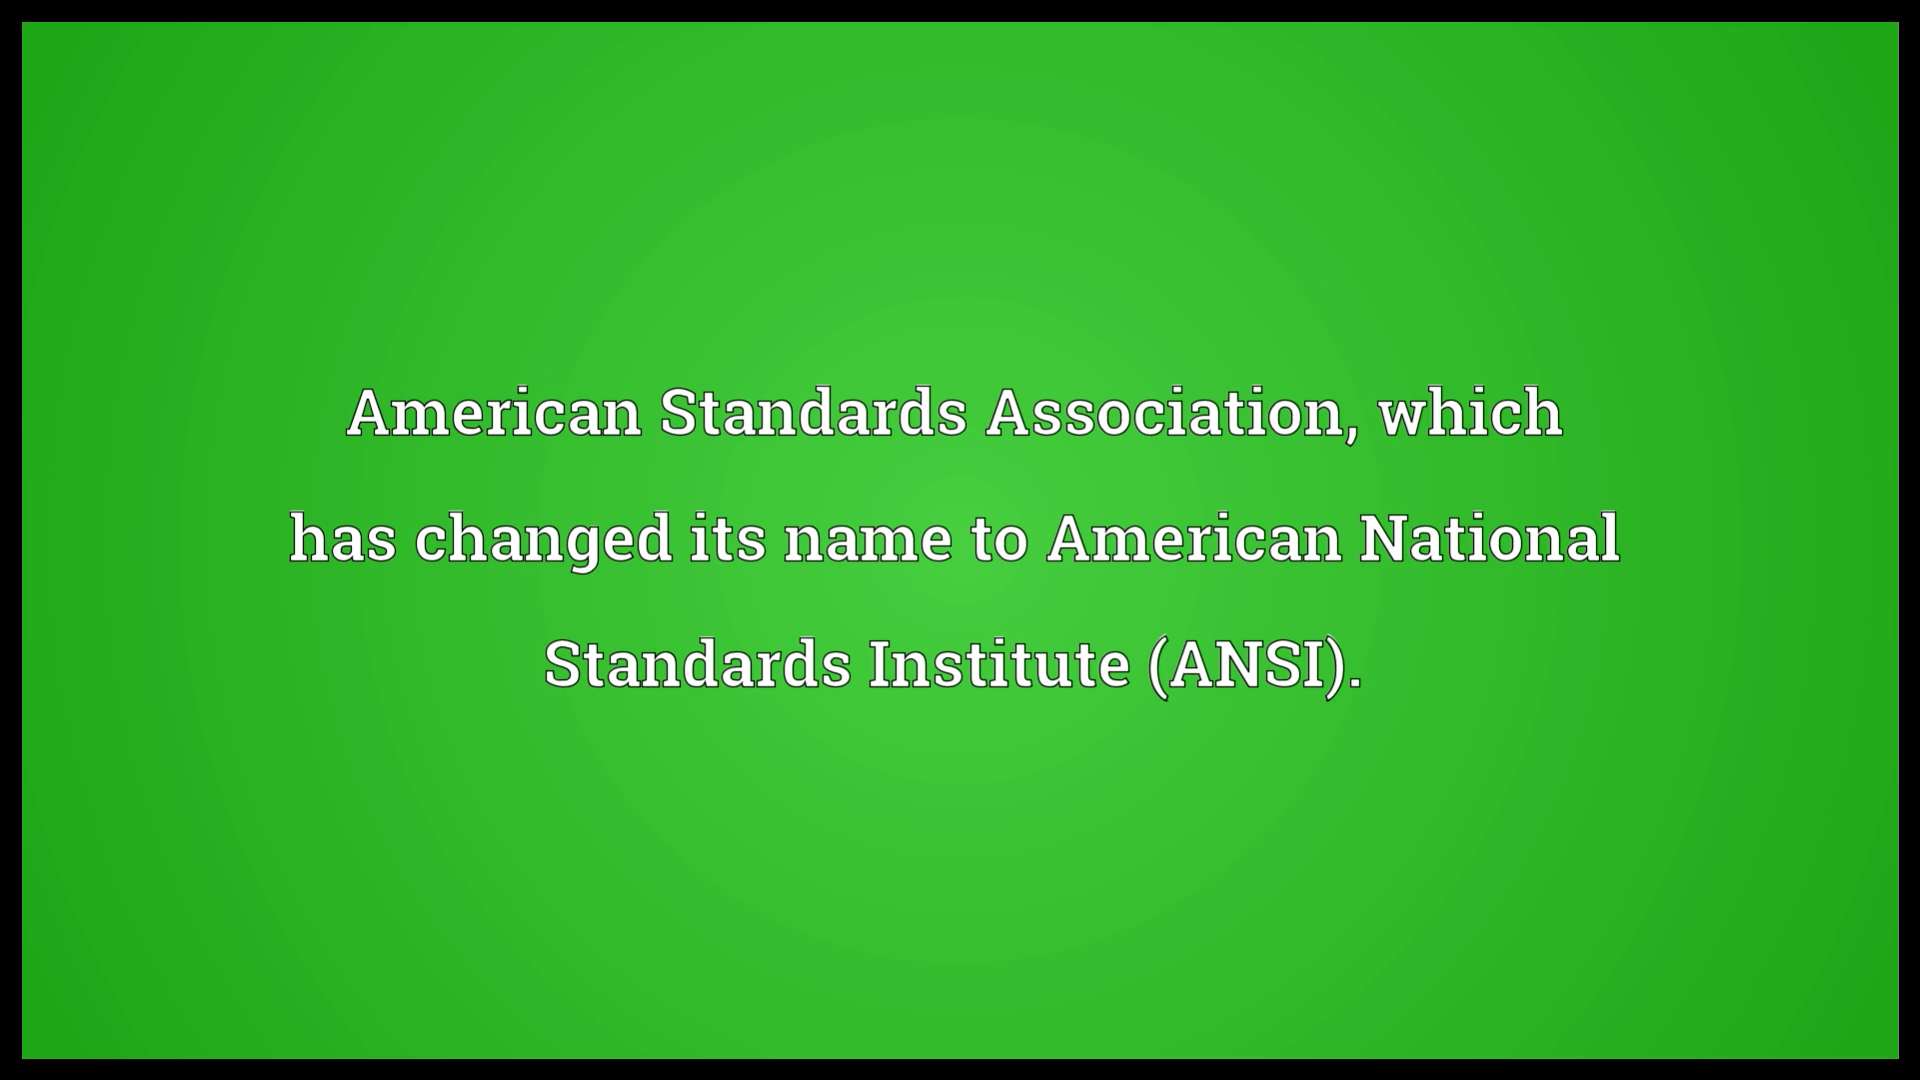 American Standards Association, which
has changed its name to American National
Standards Institute (ANSI).